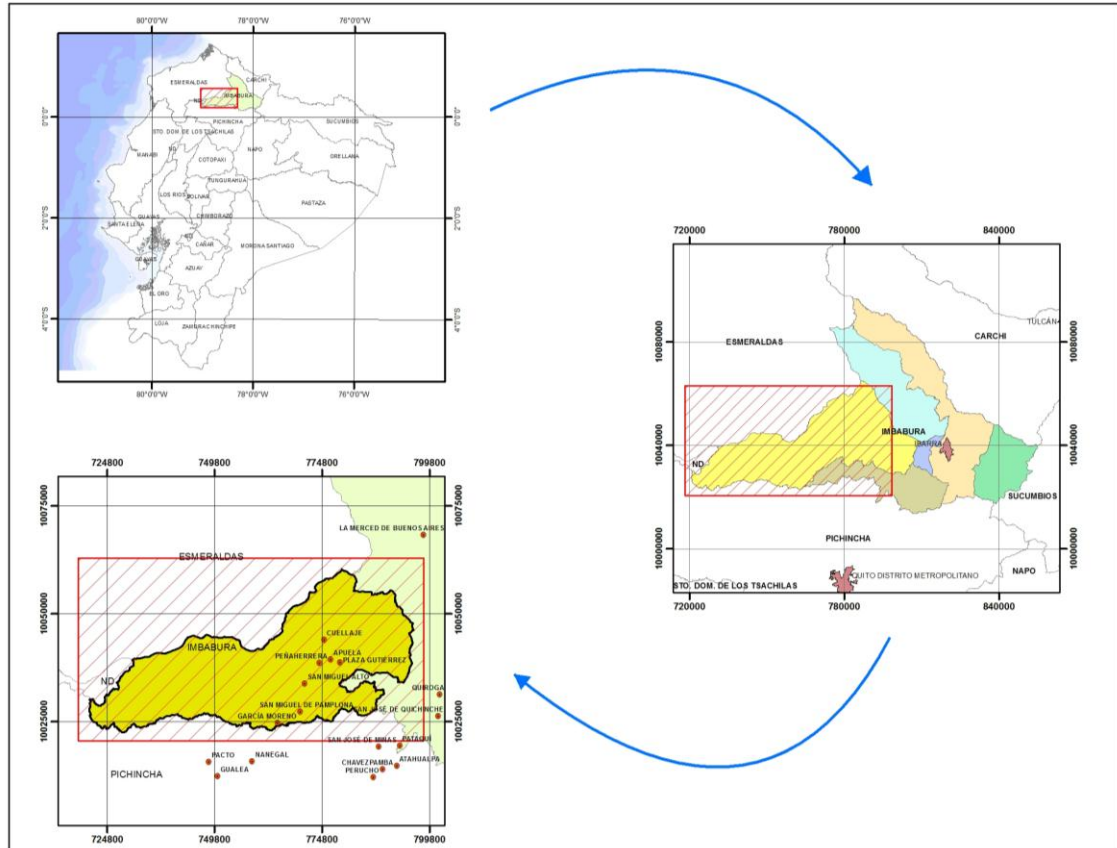 80°0'0"W 78°0'0"W 76°0'0"W
CARCHI
ESMERALDAS
ND IMBABURA
0°0'0" 0°0'0"
PICHINCHA SUCUMBIOS
STO. DOM. DE LOS TSACHILAS
MANABI ND NAPO ORELLANA
COTOPAXI
TUNGURAHUA
LOS RIOS BOLIVAR PASTAZA
GUAYAS CHIMBORAZO
2°0'0"S SANTA ELENA 2°0'0"S
ND CAÑAR MORONA SANTIAGO
GUAYAS
AZUAY
EL ORO
4°0'0"S LOJA ZAMORA CHINCHIPE 4°0'0"S
80°0'0"W 78°0'0"W 76°0'0"W
720000 780000 840000
TULCÁN
10080000 ESMERALDAS CARCHI 10080000
IMBABURA
IBARRA
10040000 ND 10040000
SUCUMBIOS
PICHINCHA
10000000 10000000
NAPO
QUITO DISTRITO METROPOLITANO
STO. DOM. DE LOS TSACHILAS
720000 780000 840000
724800 749800 774800 799800
10075000 10075000
LA MERCED DE BUENOS AIRES
ESMERALDAS
10050000 10050000
CUELLAJE
IMBABURA
PEÑAHERRERA APUELA
PLAZA GUTIERREZ
ND SAN MIGUEL ALTO
QUIROGA
SAN MIGUEL DE PAMPLONA
SAN JOSÉ DE QUICHINCHE
GARCÍA MORENO
10025000 10025000
SAN JOSÉ DE MINAS PATAQUÍ
PACTO NANEGAL
CHAVEZPAMBA ATAHUALPA
PICHINCHA GUALEA PERUCHO
724800 749800 774800 799800